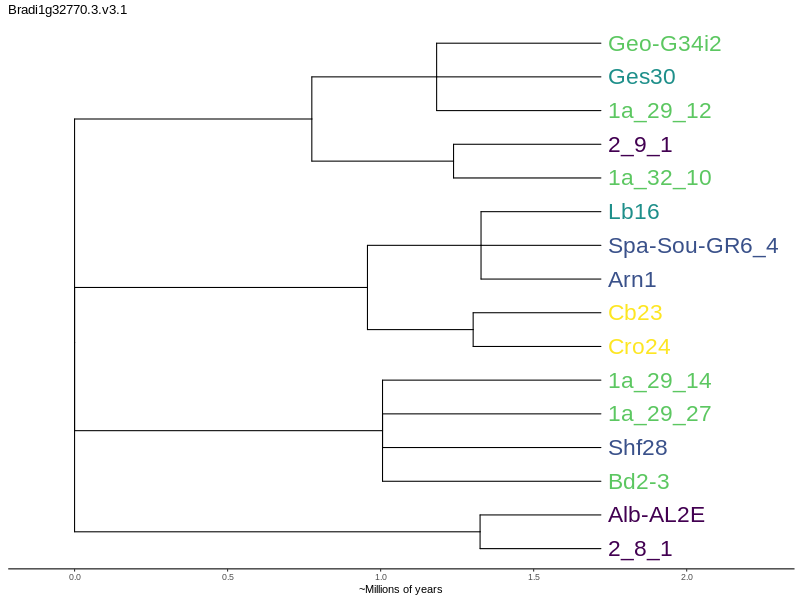 Bradi1g32770.3.v3.1
Geo-G34i2
Ges30
1a_29_12
2_9_1
1a_32_10
Lb16
Spa-Sou-GR6_4
Arn1
Cb23
Cro24
1a_29_14
1a_29_27
Shf28
Bd2-3
Alb-AL2E
2_8_1
0.0 0.5 1.0 1.5 2.0
~Millions of years